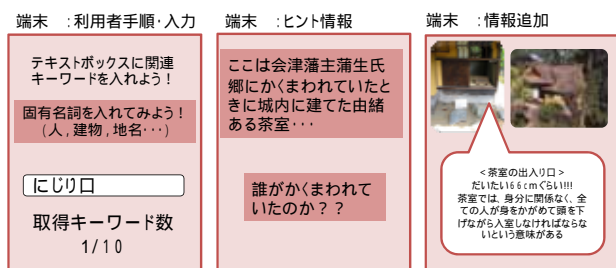 端末　:利用者手順・入力
テキストボックスに関連
キーワードを入れよう！
固有名詞を入れてみよう！
(人,建物,地名・・・)
にじり口
取得キーワード数
1/10
端末　:ヒント情報
ここは会津藩主蒲生氏
郷にかくまわれていたと
きに城内に建てた由緒
ある茶室・・・
誰がかくまわれて
いたのか？？
端末　:情報追加
<茶室の出入り口>
だいたい66cmぐらい!!!
茶室では、身分に関係なく、全
ての人が身をかがめて頭を下
げながら入室しなければならな
いという意味がある